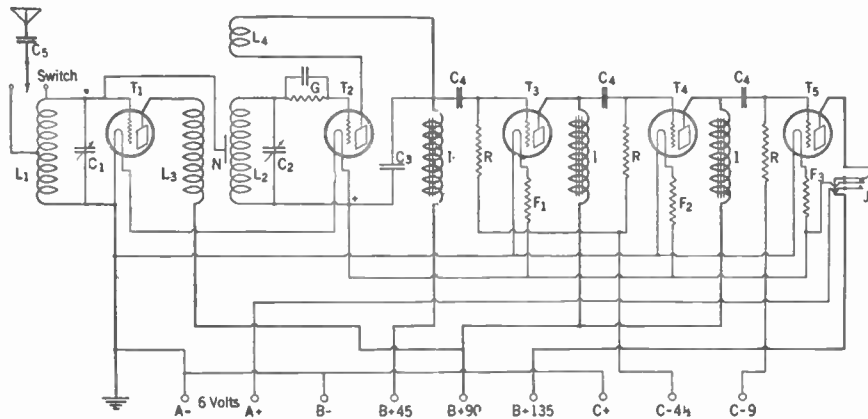 C5
Switch
L1
C1
T1
L3
N
L2
C2
L4
G
T2
C3
I
C4
R
T3
F1
I
C4
R
T4
F2
I
C4
R
T5
F3
J
A- 6 Volts A+ B- B+45 B+90 B+135 C+ C-4½ C-9